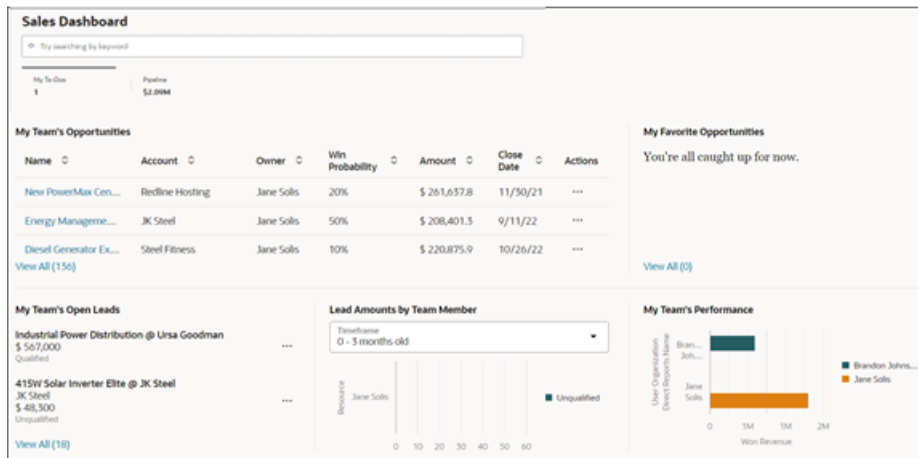 Sales Dashboard
Try searching by keyword
My To-Dos
Pipeline
1
$2.09M
My Team's Opportunities
Name Account Owner Win Probability Amount Close Date Actions
New PowerMax Cen... Redline Hosting Jane Solis 20% $ 261,637.8 11/30/21 ...
Energy Manageme... JK Steel Jane Solis 50% $ 208,401.3 9/11/22 ...
Diesel Generator Ex... Steel Fitness Jane Solis 10% $ 220,875.9 10/26/22 ...
View All (136)
My Favorite Opportunities
You're all caught up for now.
View All (0)
My Team's Open Leads
Industrial Power Distribution @ Ursa Goodman
$ 567,000
Qualified
...
415W Solar Inverter Elite @ JK Steel
JK Steel
$ 48,300
Unqualified
...
View All (18)
Lead Amounts by Team Member
Timeframe
0 - 3 months old
Resource
Jane Solis
Unqualified
0 10 20 30 40 50 60
My Team's Performance
User Organization
Direct Reports Name
Bran...
Joh...
Jane
Solis
Brandon Johns...
Jane Solis
0 1M 1M 2M
Won Revenue